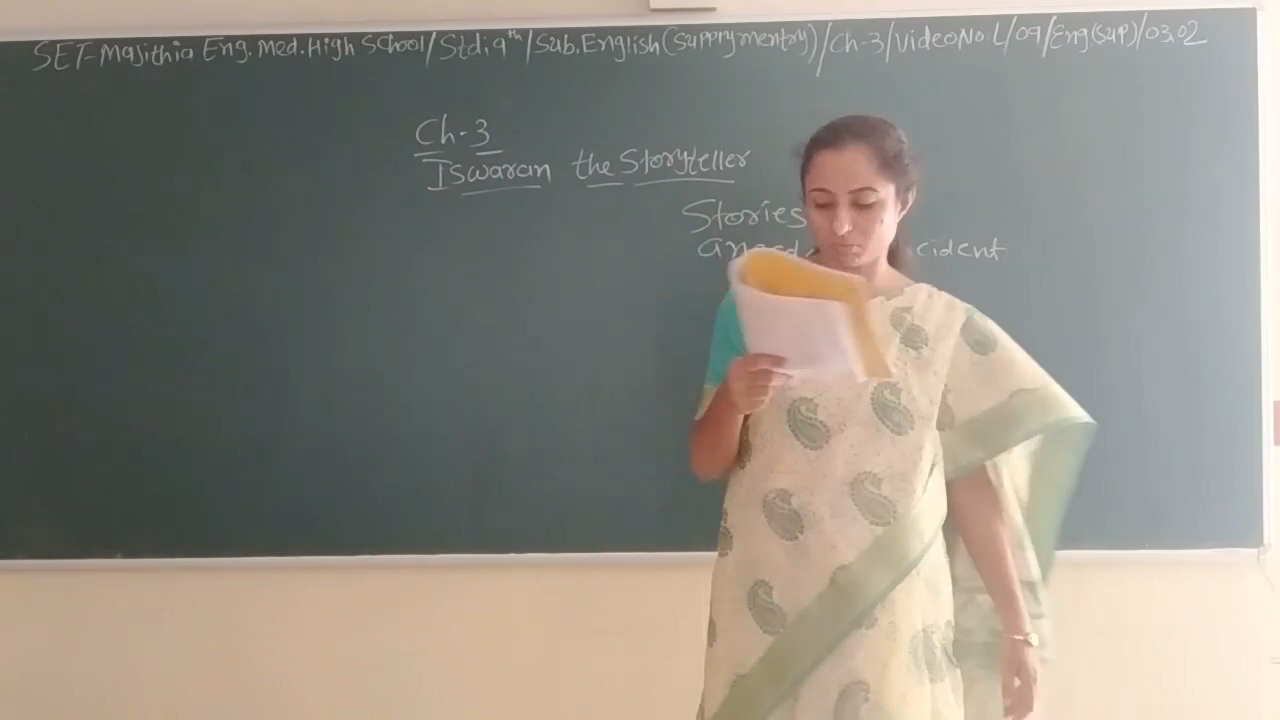 SET-Majithia Eng. Med. High School/Std:9th/Sub. English (Supplymentry)/Ch-3/Video No. L/09/Eng(SUP)/03.02
Ch-3
Iswaran the Storyteller
Stories